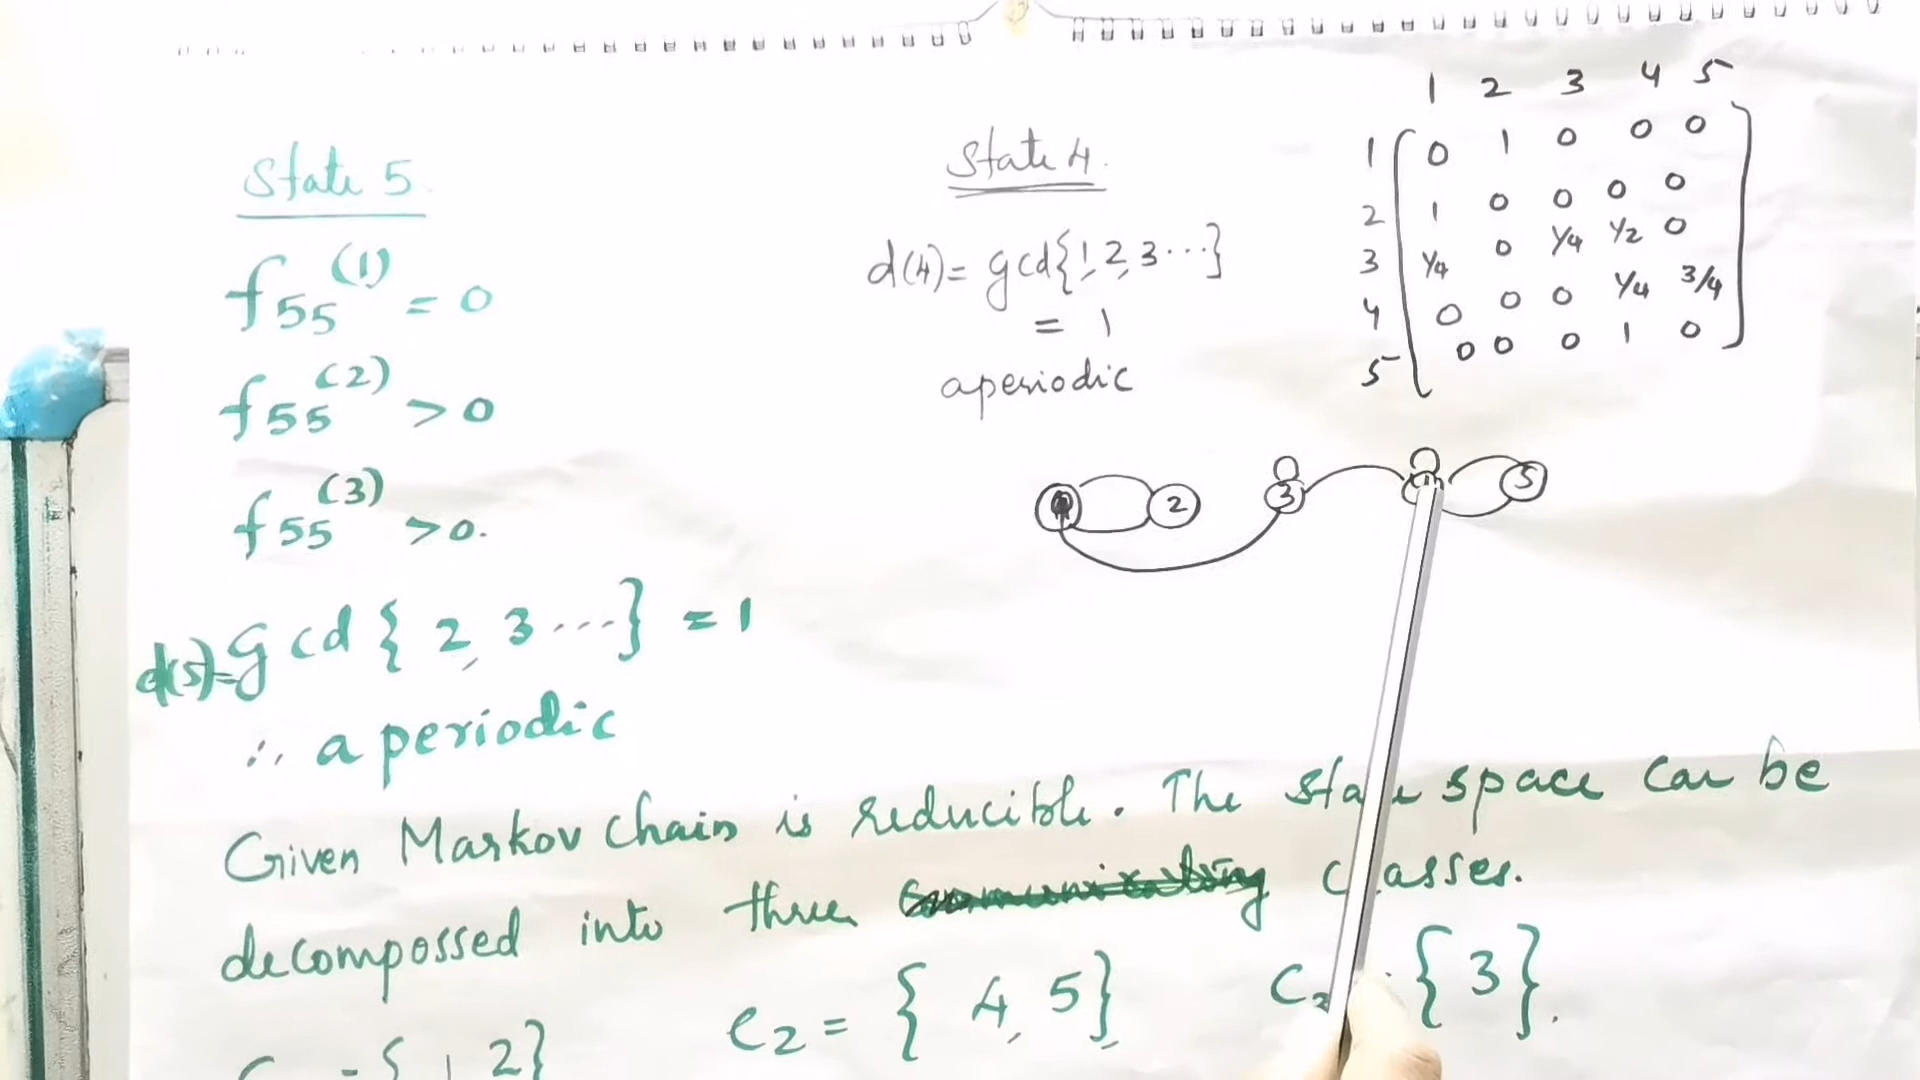 State 5
f55^(1) = 0
f55^(2) > 0
f55^(3) > 0.
d(5)= gcd { 2, 3 ....} = 1
∴ aperiodic
State 4.
d(4)= gcd{1, 2, 3 ...}
= 1
aperiodic
1 2 3 4 5
1 0 1 0 0 0
2 1 0 0 0 0
3 1/4 0 1/4 1/2 0
4 0 0 0 1/4 3/4
5 0 0 0 1 0
2 3 5
Given Markov chain is reducible. The state space can be
decompossed into three classes.
= { 1, 2} C2 = { 4, 5} C { 3}.